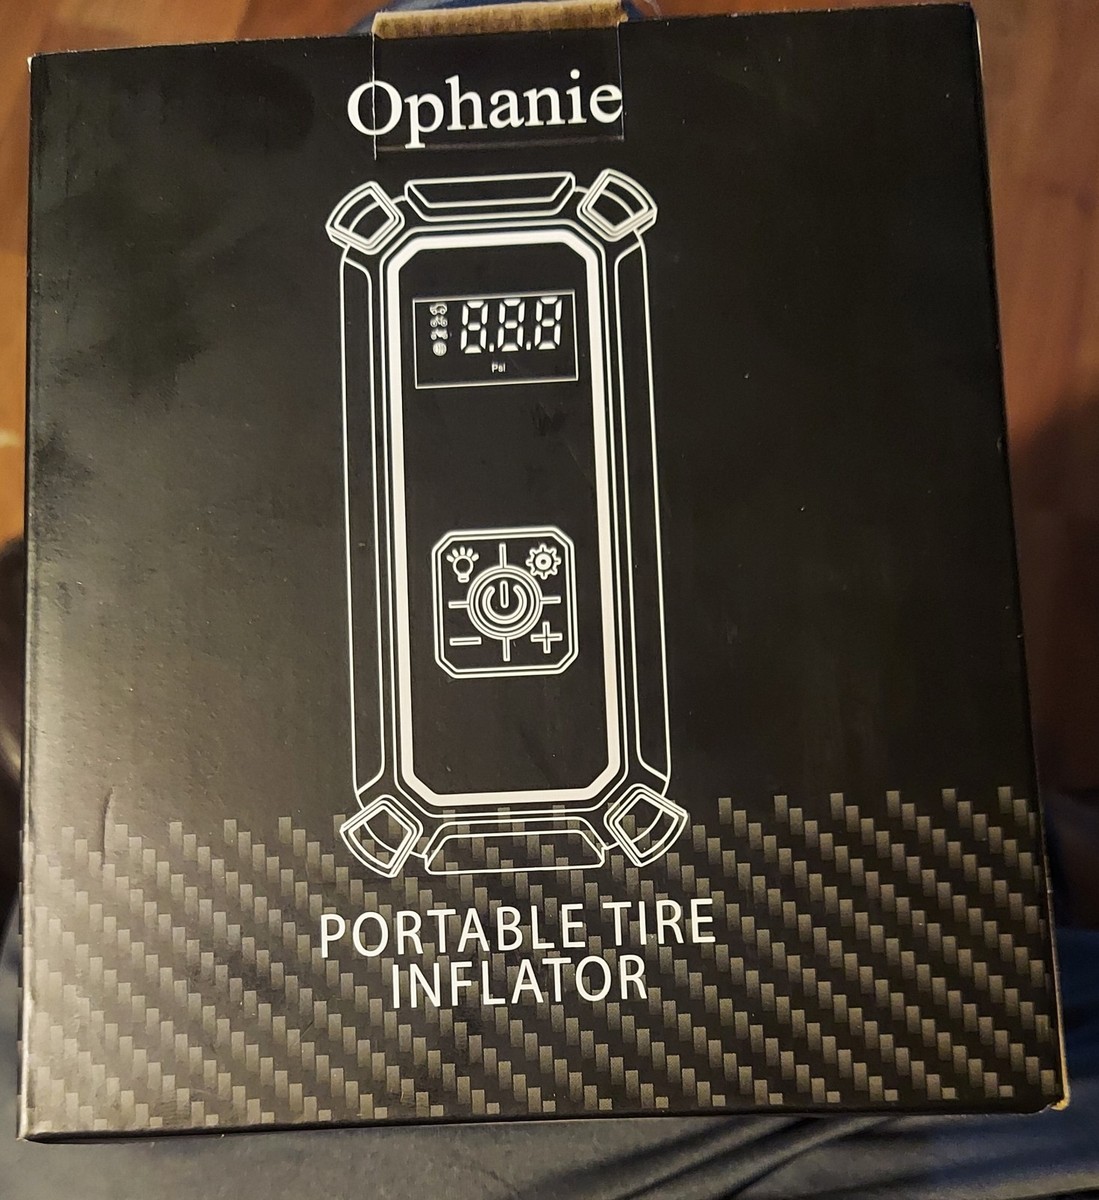 Ophanie
8.8.8
Psi
PORTABLE TIRE
INFLATOR